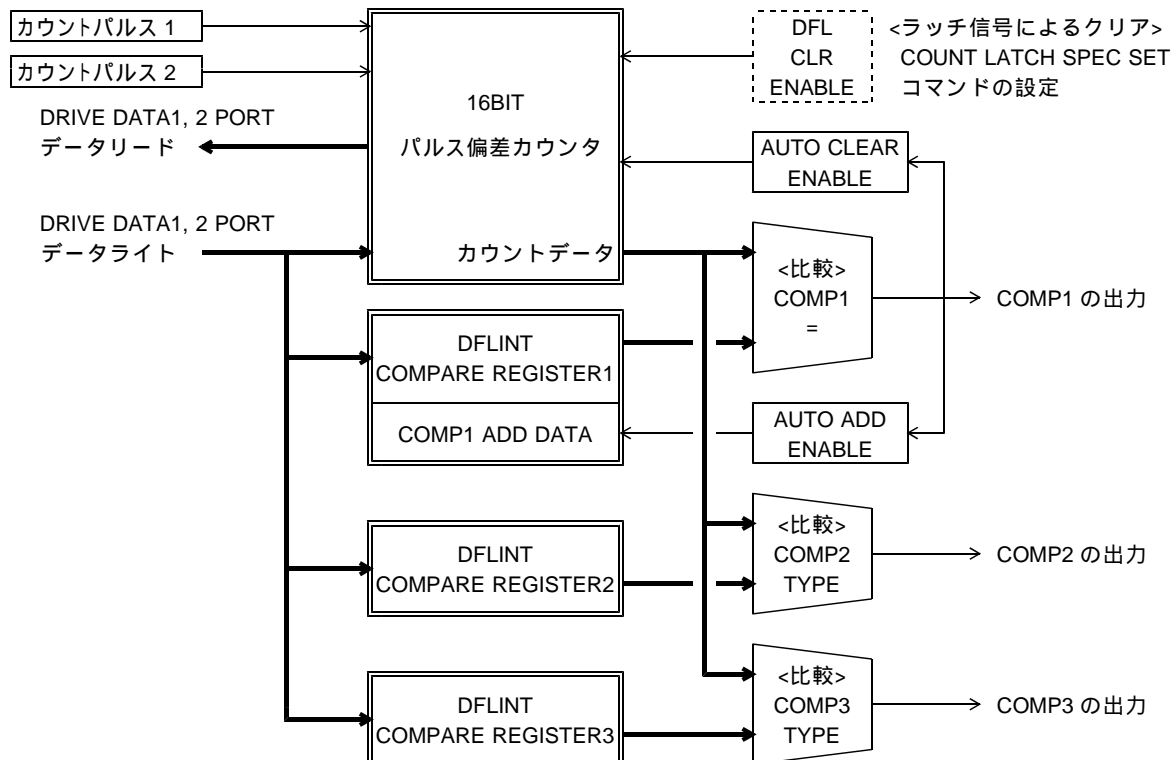 カウントパルス 1
カウントパルス 2
DRIVE DATA1, 2 PORT
データリード
DRIVE DATA1, 2 PORT
データライト
16BIT
パルス偏差カウンタ
カウントデータ
DFL
CLR
ENABLE
<ラッチ信号によるクリア>
COUNT LATCH SPEC SET
コマンドの設定
AUTO CLEAR
ENABLE
<比較>
COMP1
=
COMP1 の出力
DFLINT
COMPARE REGISTER1
COMP1 ADD DATA
AUTO ADD
ENABLE
DFLINT
COMPARE REGISTER2
<比較>
COMP2
TYPE
COMP2 の出力
DFLINT
COMPARE REGISTER3
<比較>
COMP3
TYPE
COMP3 の出力